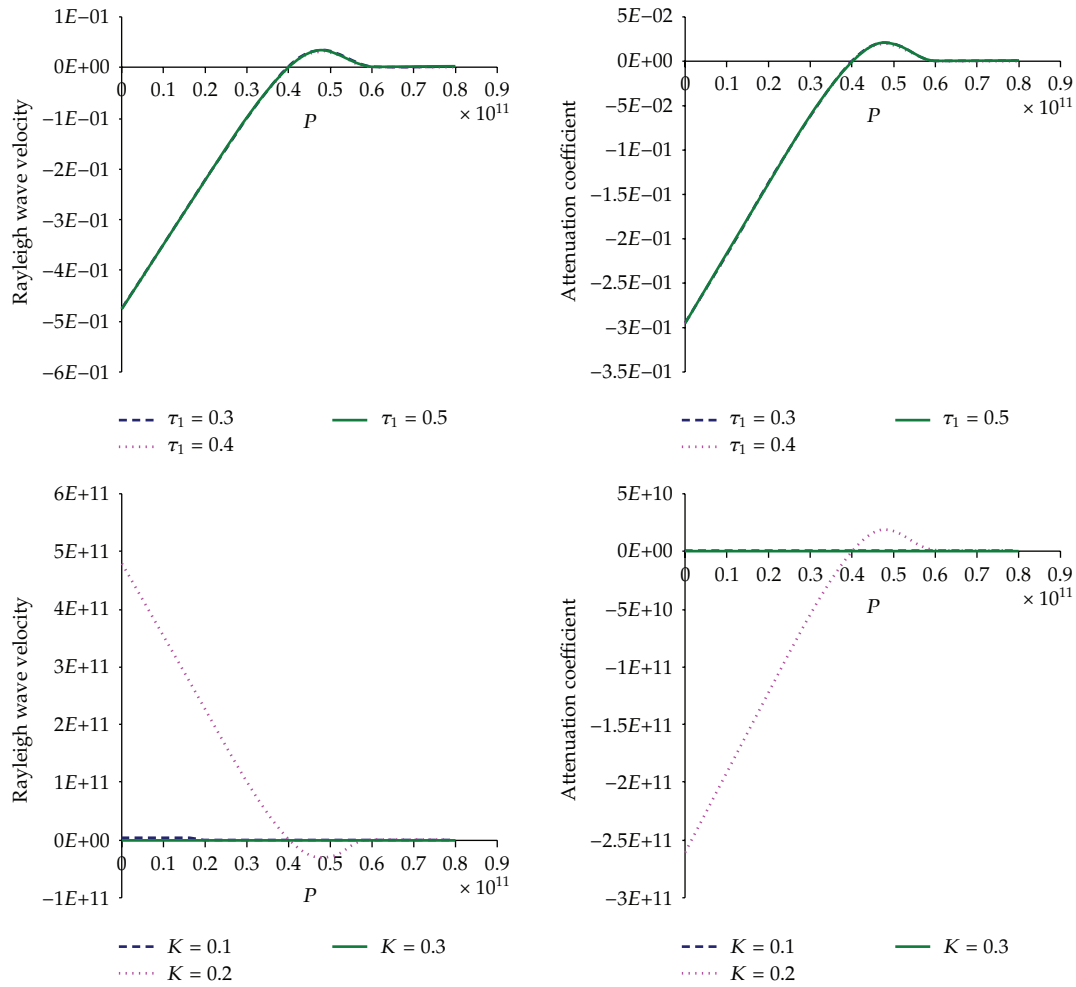 1E−01
0E+00
−1E−01
−2E−01
−3E−01
−4E−01
−5E−01
−6E−01
Rayleigh wave velocity
0 0.1 0.2 0.3 0.4 0.5 0.6 0.7 0.8 0.9
× 10¹¹
P
τ₁ = 0.3
τ₁ = 0.4
τ₁ = 0.5
5E−02
0E+00
−5E−02
−1E−01
−1.5E−01
−2E−01
−2.5E−01
−3E−01
−3.5E−01
Attenuation coefficient
0 0.1 0.2 0.3 0.4 0.5 0.6 0.7 0.8 0.9
× 10¹¹
P
τ₁ = 0.3
τ₁ = 0.4
τ₁ = 0.5
6E+11
5E+11
4E+11
3E+11
2E+11
1E+11
0E+00
−1E+11
Rayleigh wave velocity
0 0.1 0.2 0.3 0.4 0.5 0.6 0.7 0.8 0.9
× 10¹¹
P
K = 0.1
K = 0.2
K = 0.3
5E+10
0E+00
−5E+10
−1E+11
−1.5E+11
−2E+11
−2.5E+11
−3E+11
Attenuation coefficient
0 0.1 0.2 0.3 0.4 0.5 0.6 0.7 0.8 0.9
× 10¹¹
P
K = 0.1
K = 0.2
K = 0.3